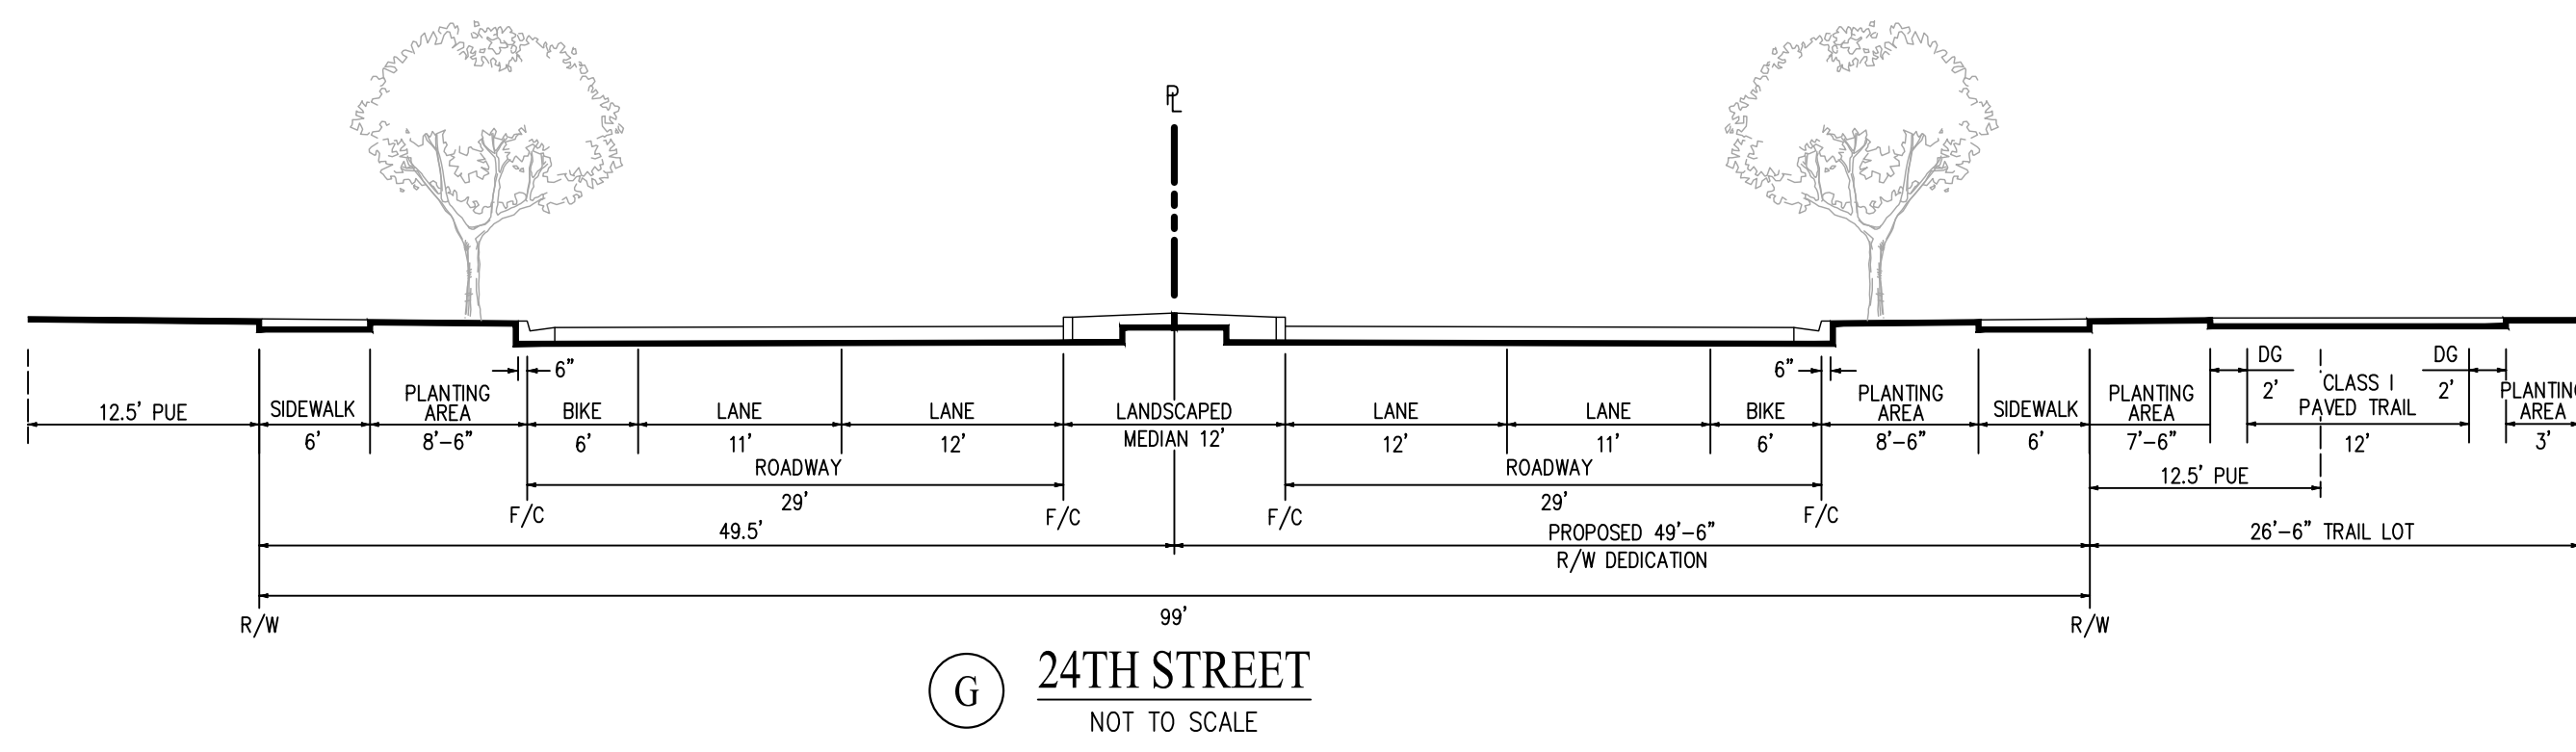 PL
6" 6" DG DG
12.5' PUE SIDEWALK PLANTING AREA BIKE LANE LANE LANDSCAPED LANE LANE BIKE PLANTING AREA SIDEWALK PLANTING AREA 2' CLASS I PAVED TRAIL 2' PLANTING AREA
6' 8'-6" 6' 11' 12' MEDIAN 12' 12' 11' 6' 8'-6" 6' 7'-6" 12' 3'
ROADWAY ROADWAY 12.5' PUE
29' 29'
F/C F/C F/C F/C
49.5' PROPOSED 49'-6" 26'-6" TRAIL LOT
R/W DEDICATION
99'
R/W R/W
G 24TH STREET
NOT TO SCALE